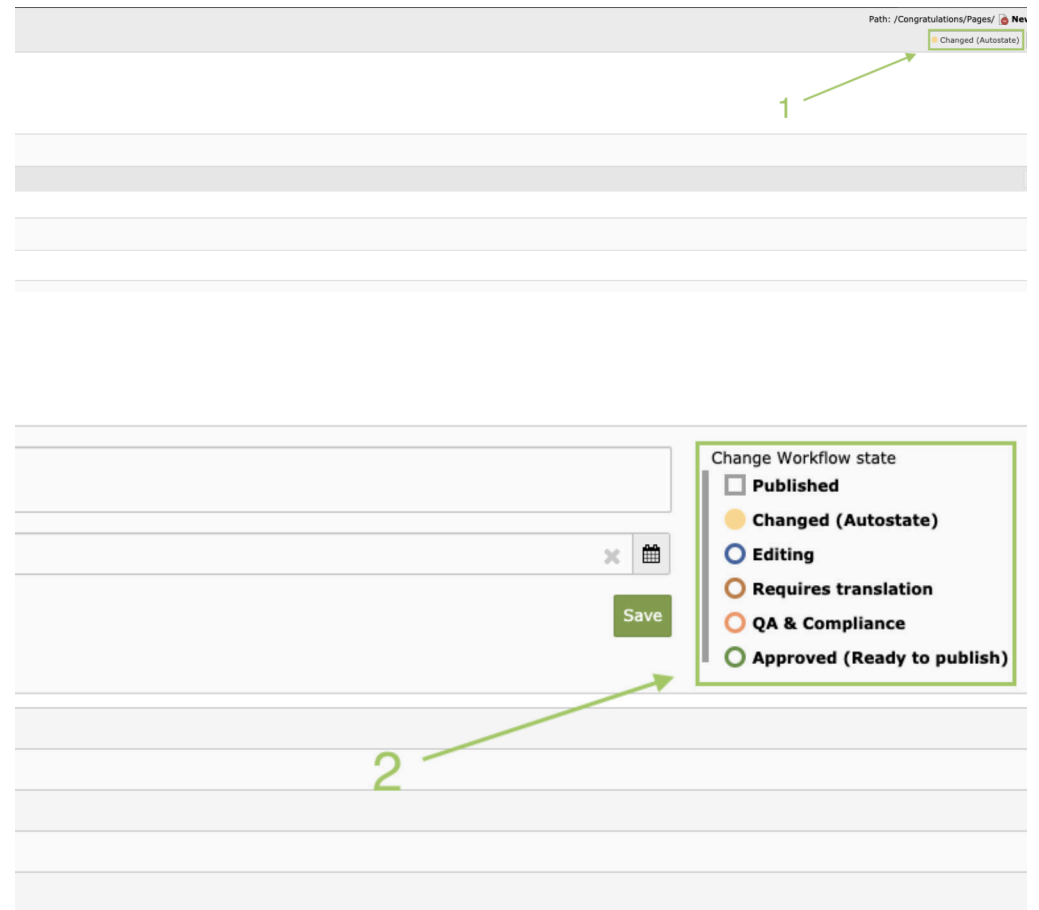 Path: /Congratulations/Pages/
Changed (Autostate)
1
Change Workflow state
Published
Changed (Autostate)
Editing
Requires translation
QA & Compliance
Approved (Ready to publish)
Save
2